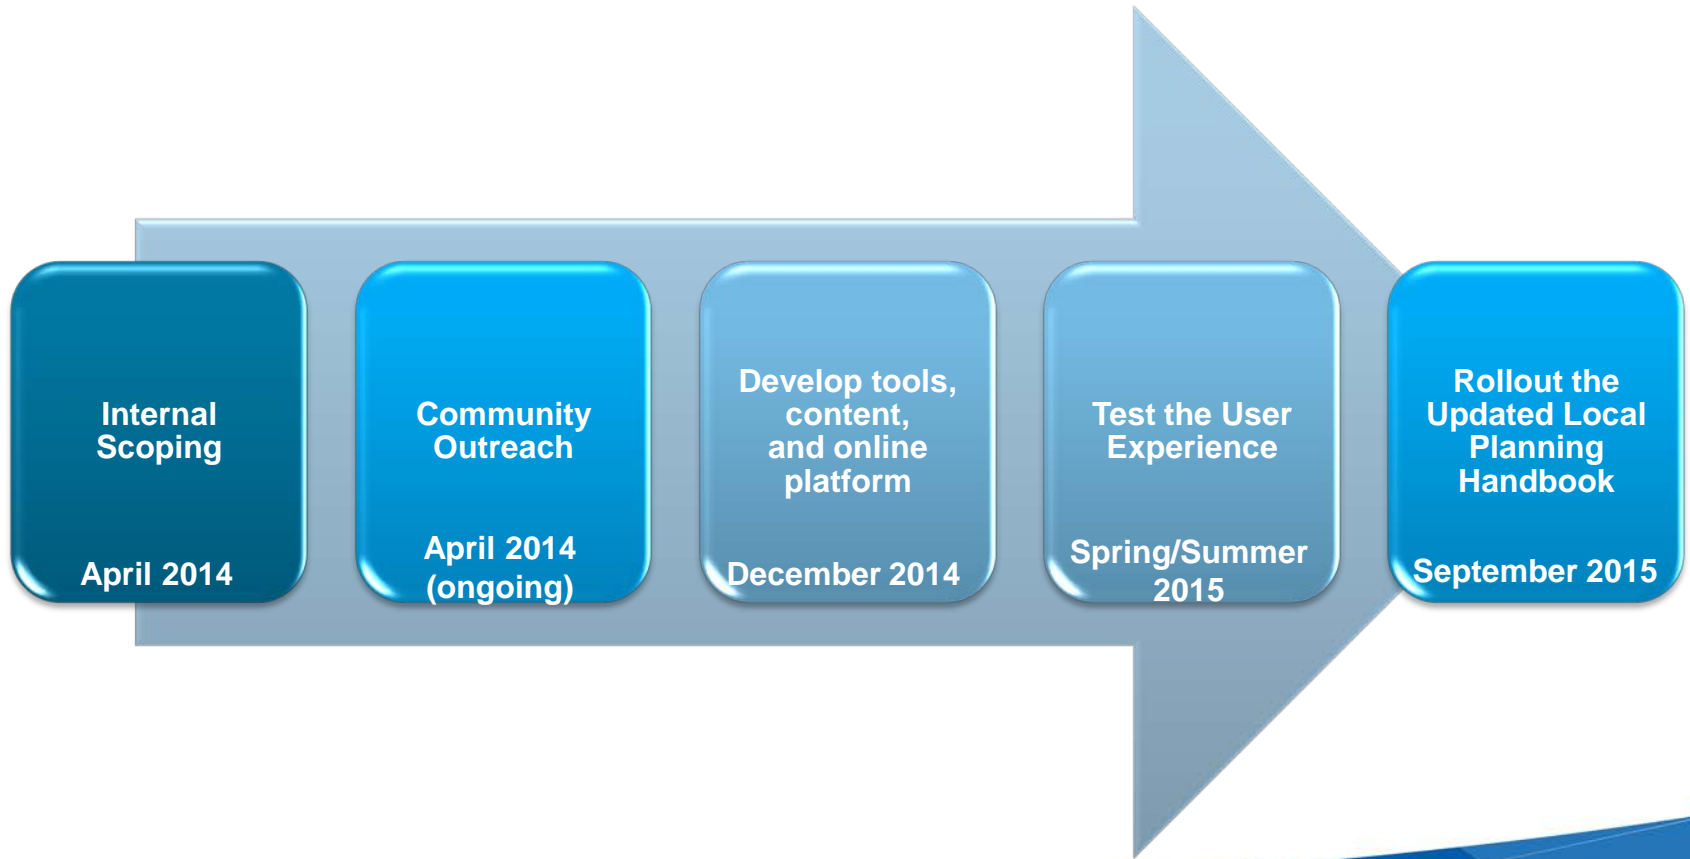 Internal
Scoping
April 2014
Community
Outreach
April 2014
(ongoing)
Develop tools,
content,
and online
platform
December 2014
Test the User
Experience
Spring/Summer
2015
Rollout the
Updated Local
Planning
Handbook
September 2015